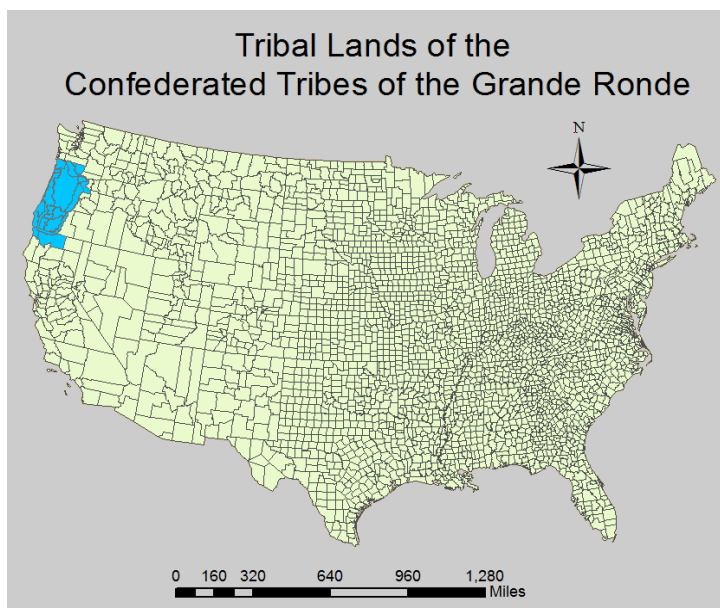 Tribal Lands of the
Confederated Tribes of the Grande Ronde
N
0 160 320 640 960 1,280
Miles